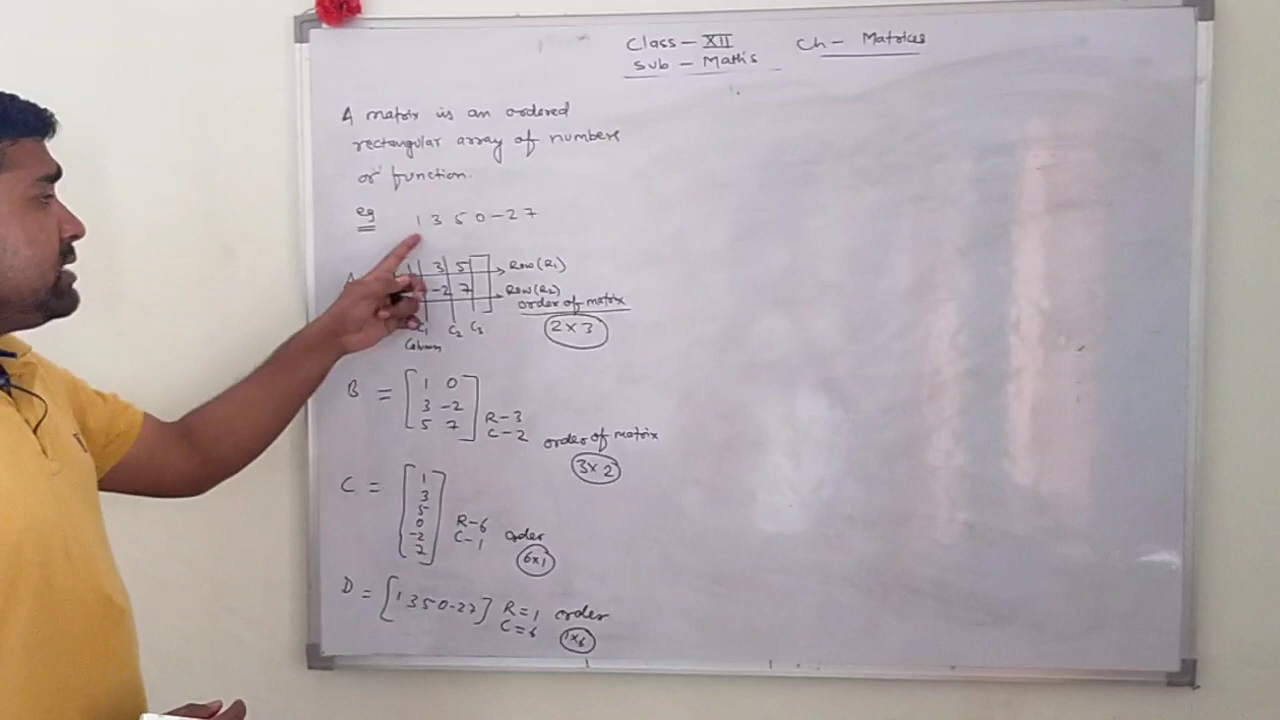 Class - XII Ch - Matrices
Sub - Maths
A matrix is an ordered
rectangular array of numbers
or function.
eg 1 3 5 0 -2 7
A 1 3 5 Row (R1)
-2 7 Row (R2)
order of matrix
C1 C2 C3 2 x 3
Column
B = 1 0
3 -2 R - 3
5 7 C - 2 order of matrix
3 x 2
C = 1
3
5
0 R - 6
-2 C - 1 order
7 6x1
D = [1 3 5 0 -2 7] R = 1 order
C = 6 1x6